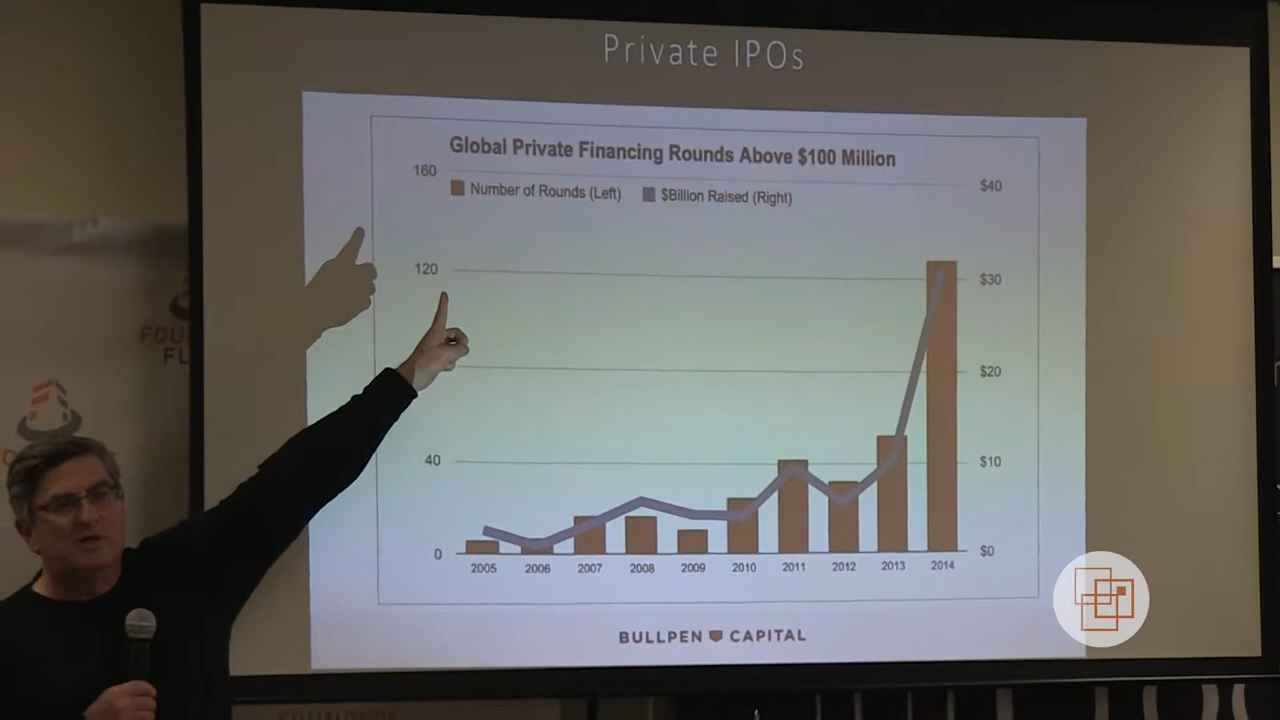 Private IPOs
Global Private Financing Rounds Above $100 Million
160
$40
Number of Rounds (Left)
$Billion Raised (Right)
120
$30
$20
40
$10
0
$0
2005 2006 2007 2008 2009 2010 2011 2012 2013 2014
BULLPEN CAPITAL